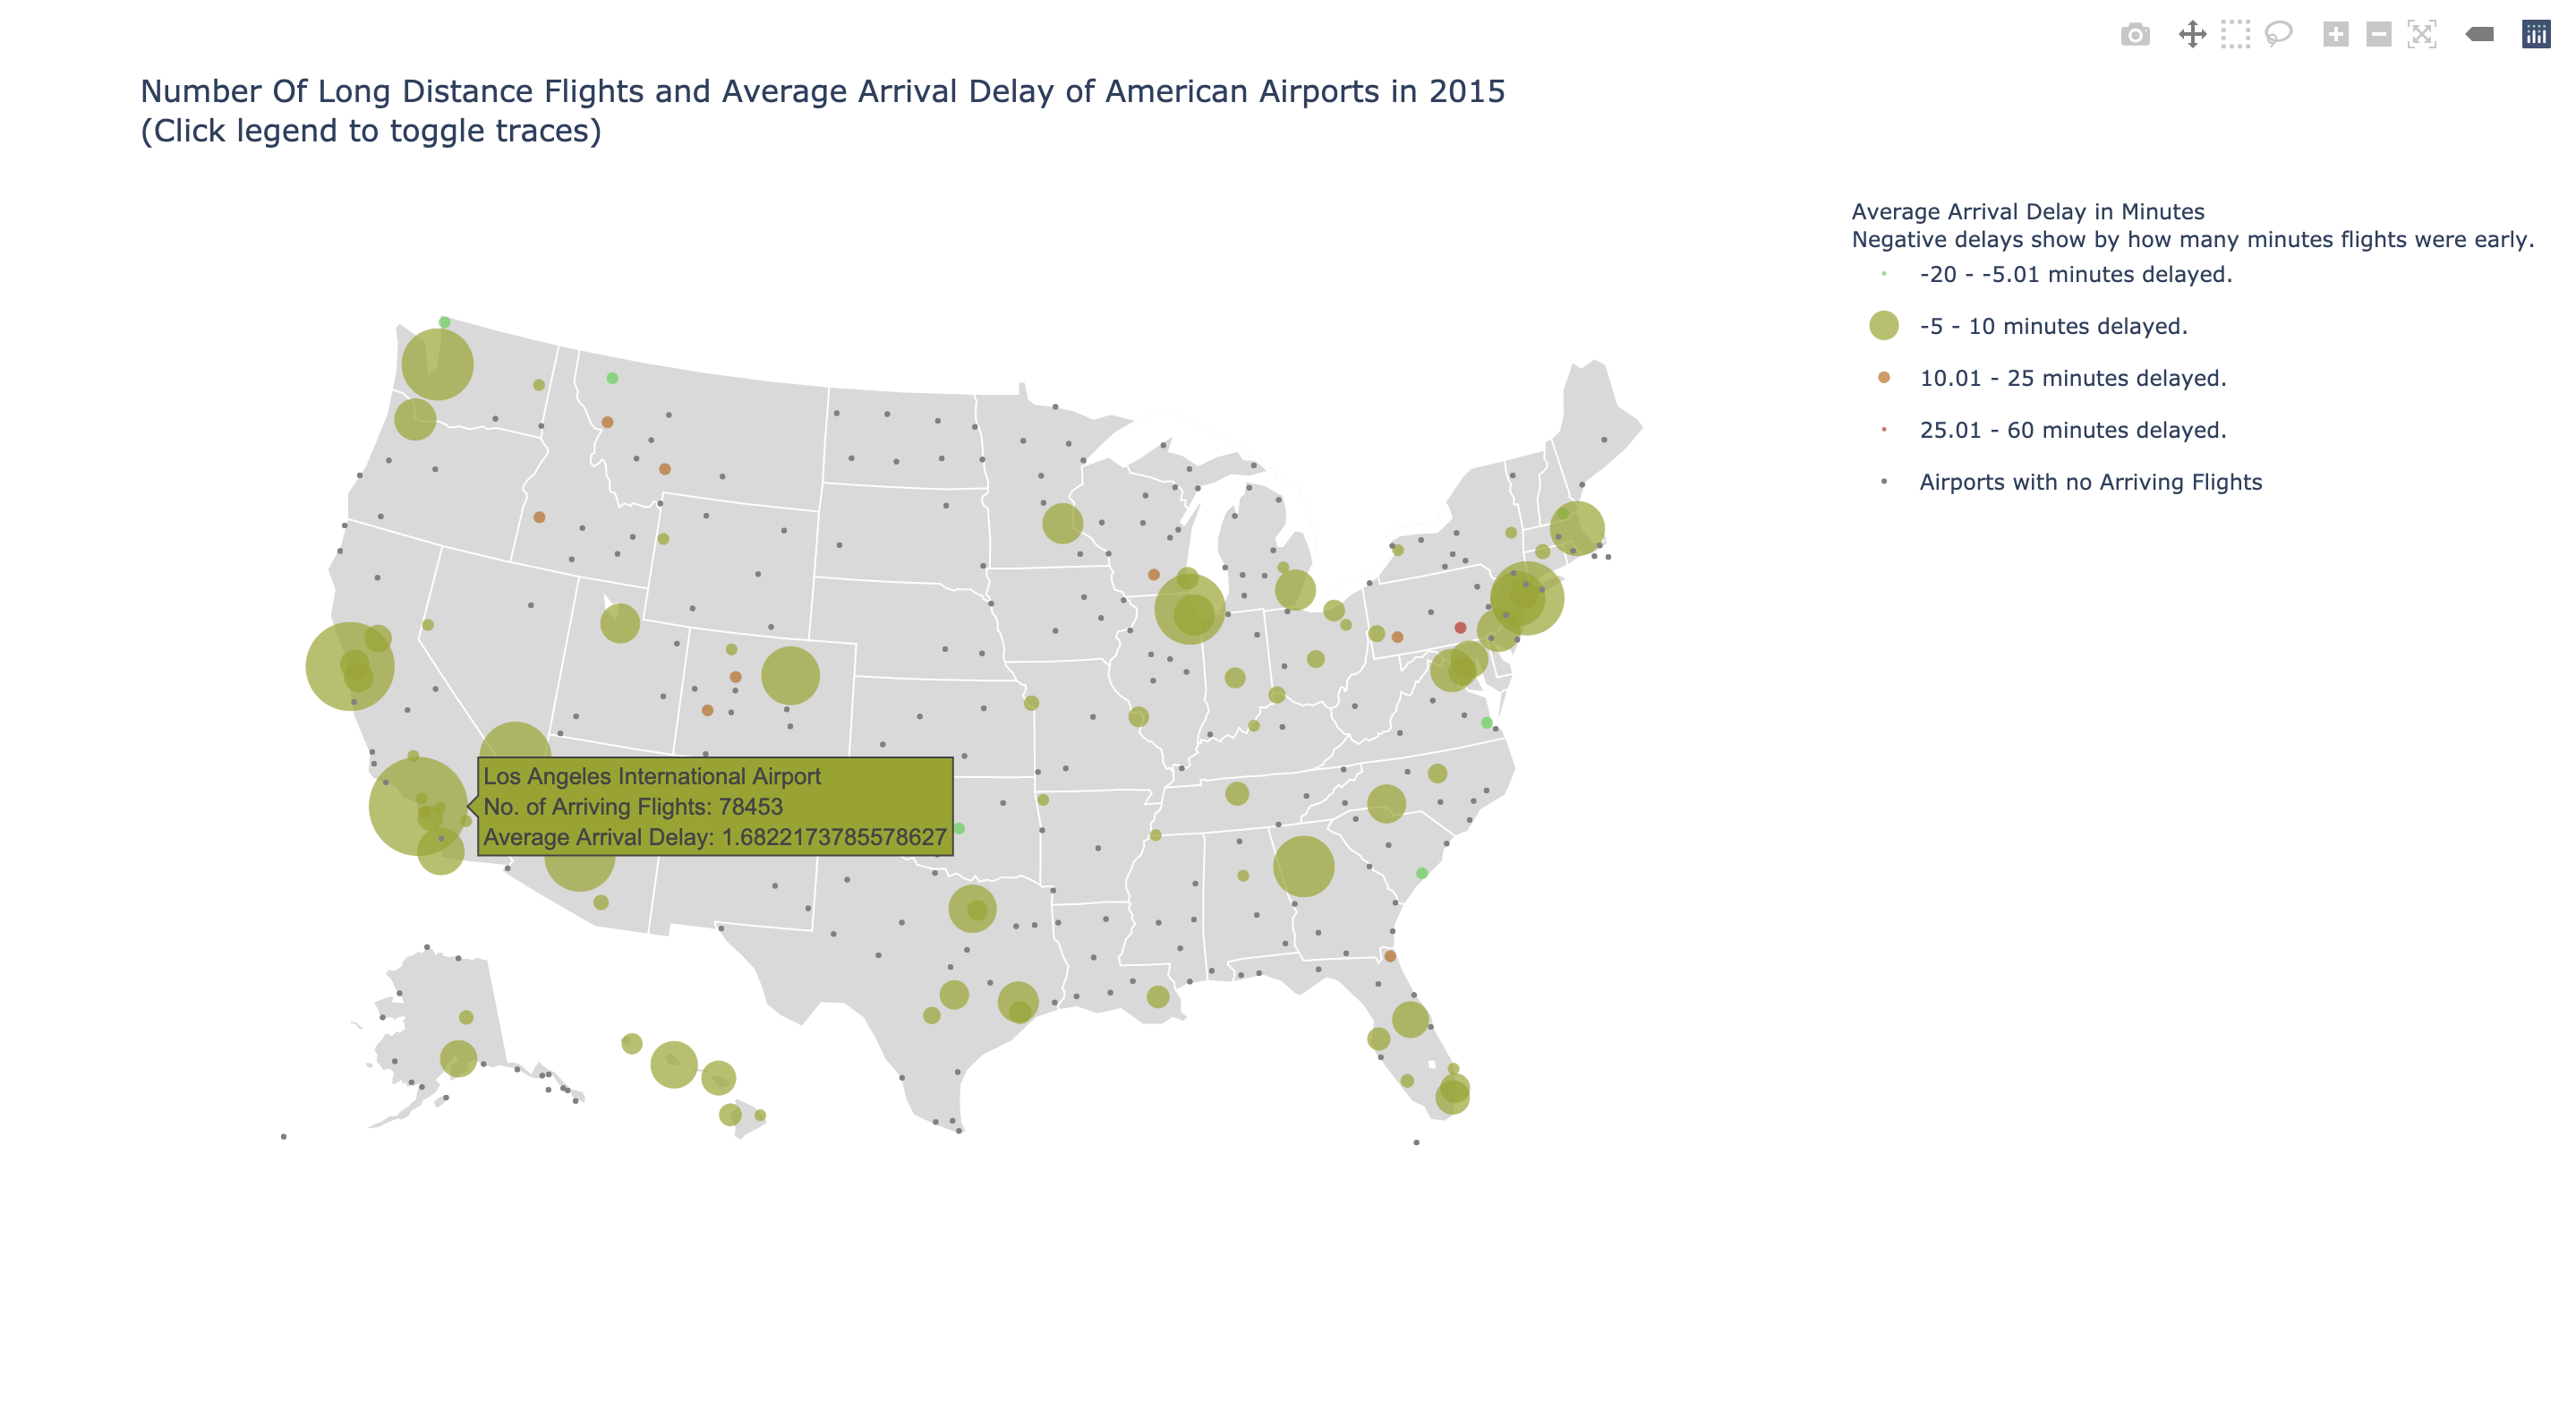 Number Of Long Distance Flights and Average Arrival Delay of American Airports in 2015
(Click legend to toggle traces)
Average Arrival Delay in Minutes
Negative delays show by how many minutes flights were early.
-20 - -5.01 minutes delayed.
-5 - 10 minutes delayed.
10.01 - 25 minutes delayed.
25.01 - 60 minutes delayed.
Airports with no Arriving Flights
Los Angeles International Airport
No. of Arriving Flights: 78453
Average Arrival Delay: 1.6822173785578627